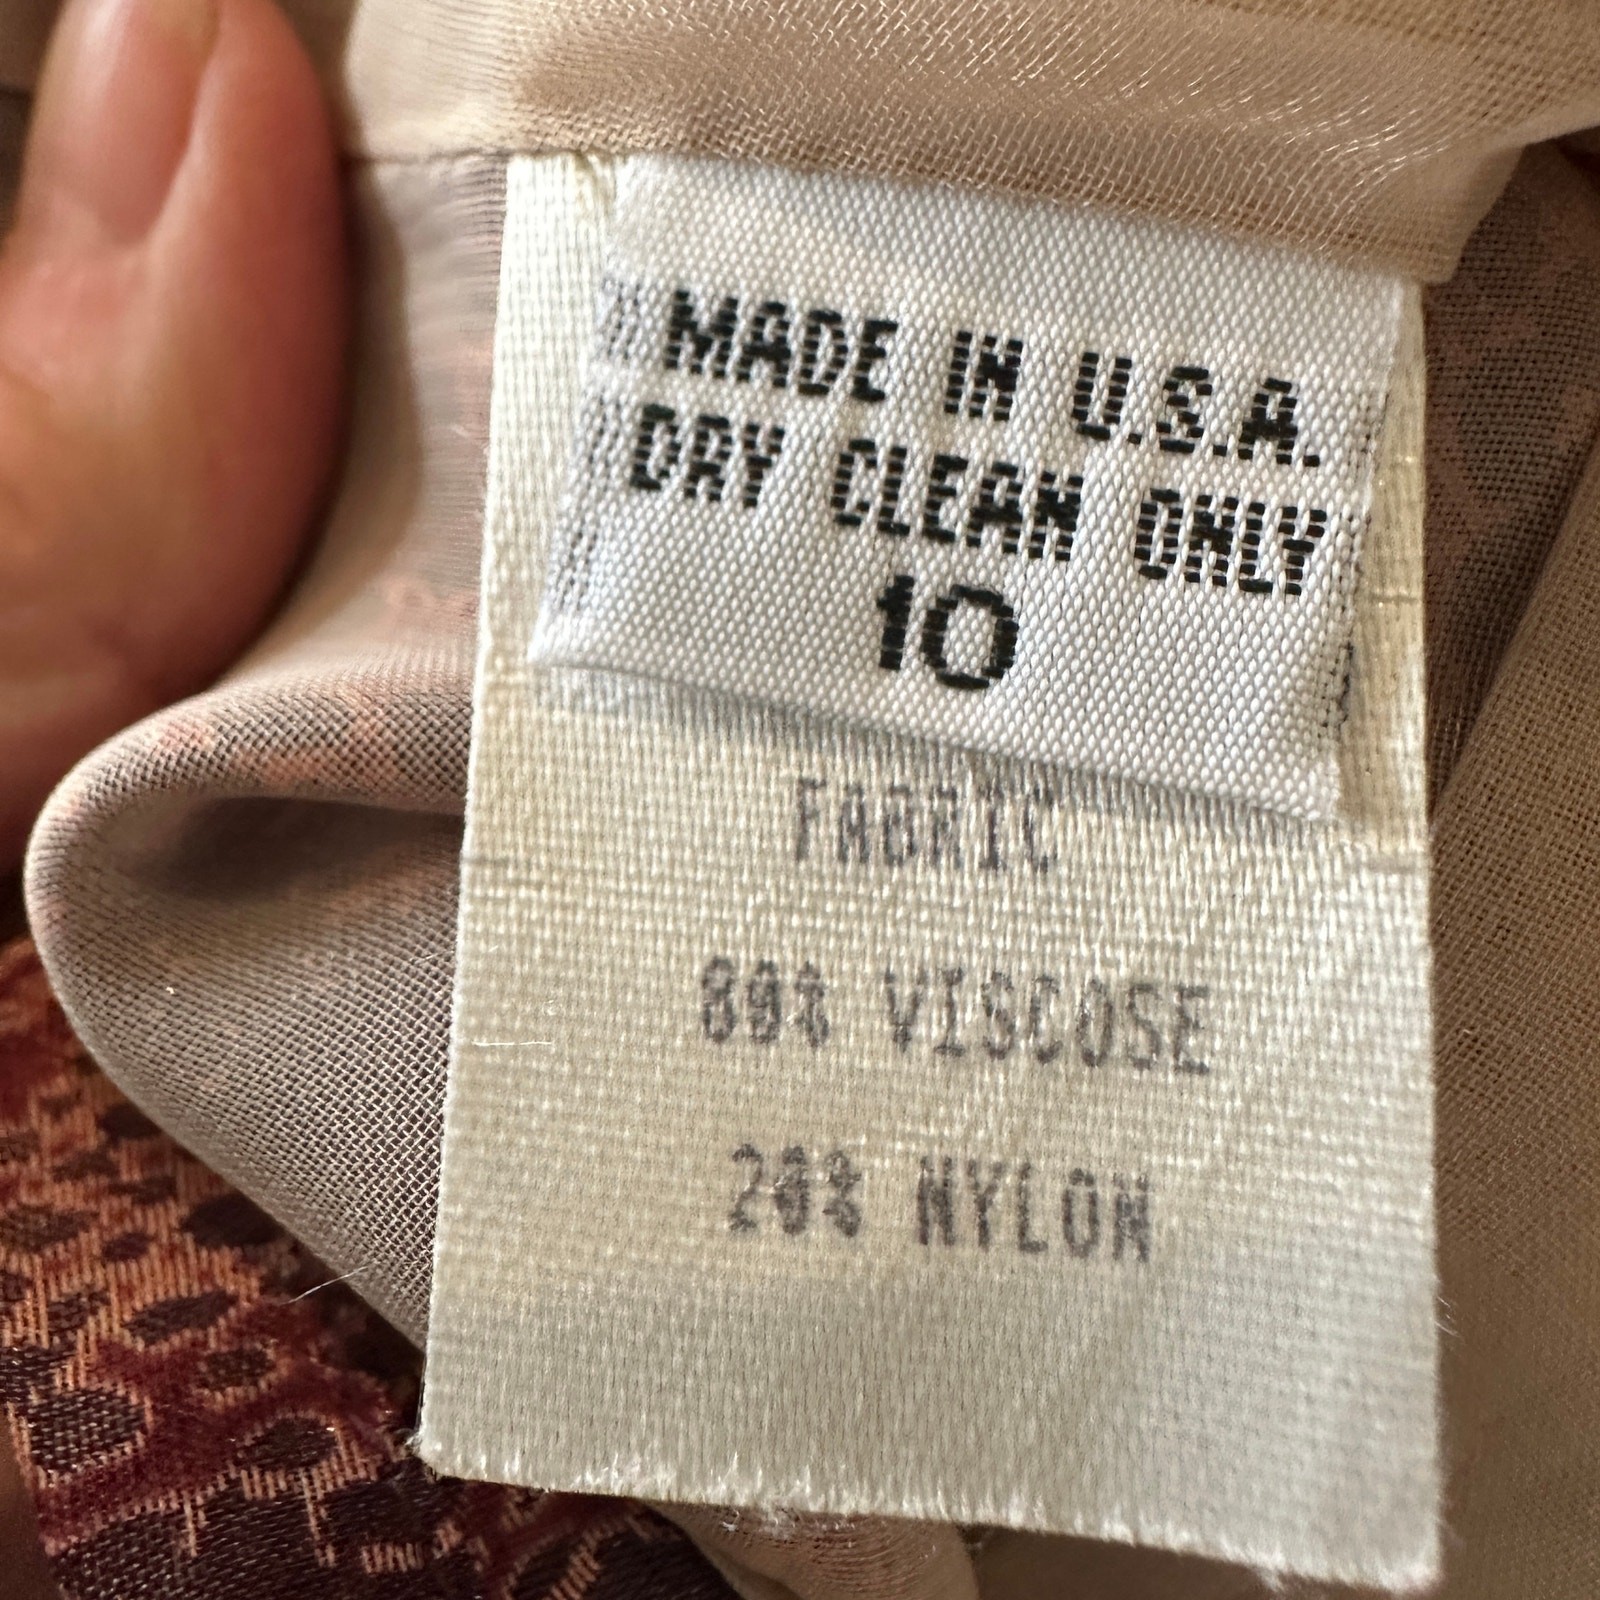 MADE IN U.S.A.
DRY CLEAN ONLY
10
FABRIC
80% VISCOSE
20% NYLON